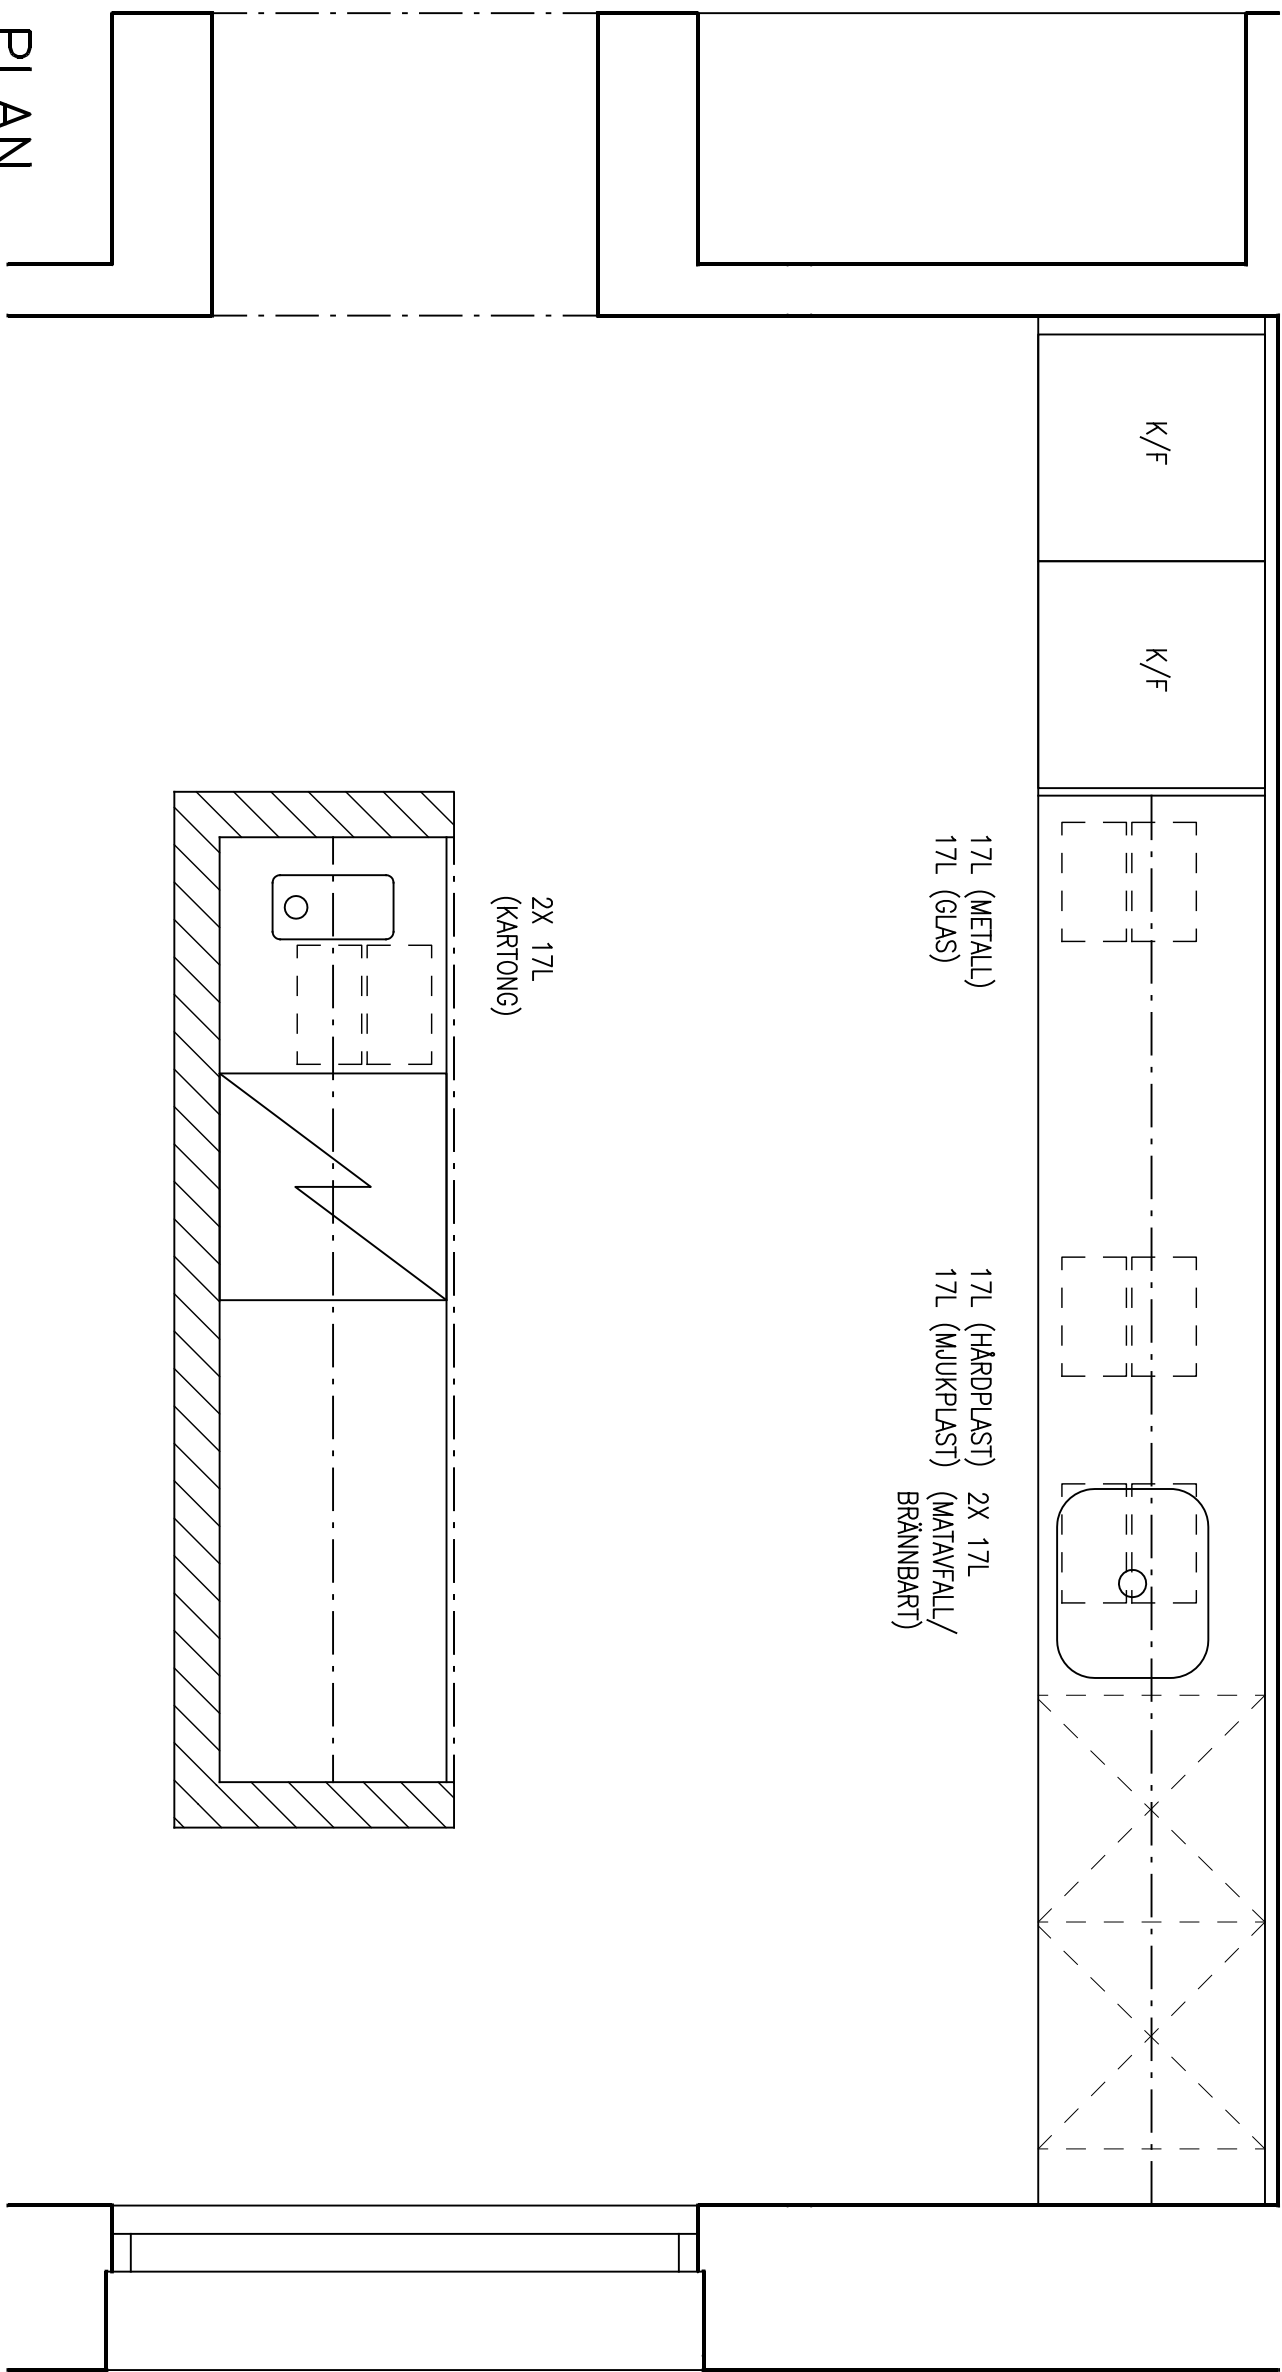 PLAN
K/F
K/F
17L (METALL)
17L (GLAS)
2X 17L
(KARTONG)
17L (HÅRDPLAST)
17L (MJUKPLAST)
2X 17L
(MATAVFALL/
BRÄNNBART)